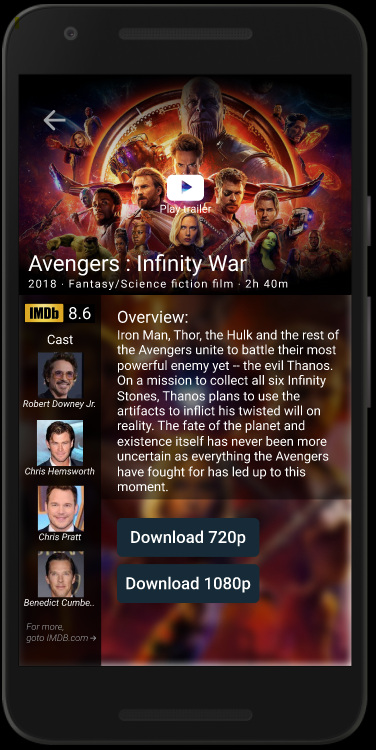 Play trailer
Avengers : Infinity War
2018 · Fantasy/Science fiction film · 2h 40m
IMDb 8.6
Cast
Robert Downey Jr.
Chris Hemsworth
Chris Pratt
Benedict Cumbe..
For more,
goto IMDB.com→
Overview:
Iron Man, Thor, the Hulk and the rest of
the Avengers unite to battle their most
powerful enemy yet -- the evil Thanos.
On a mission to collect all six Infinity
Stones, Thanos plans to use the
artifacts to inflict his twisted will on
reality. The fate of the planet and
existence itself has never been more
uncertain as everything the Avengers
have fought for has led up to this
moment.
Download 720p
Download 1080p